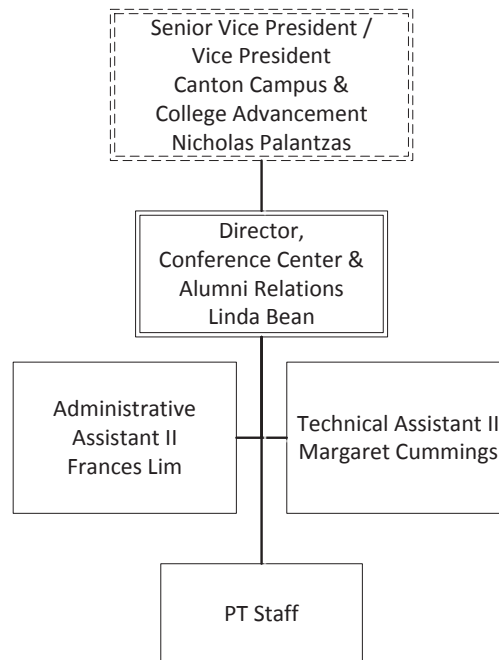 Senior Vice President /
Vice President
Canton Campus &
College Advancement
Nicholas Palantzas
Director,
Conference Center &
Alumni Relations
Linda Bean
Administrative
Assistant II
Frances Lim
Technical Assistant II
Margaret Cummings
PT Staff